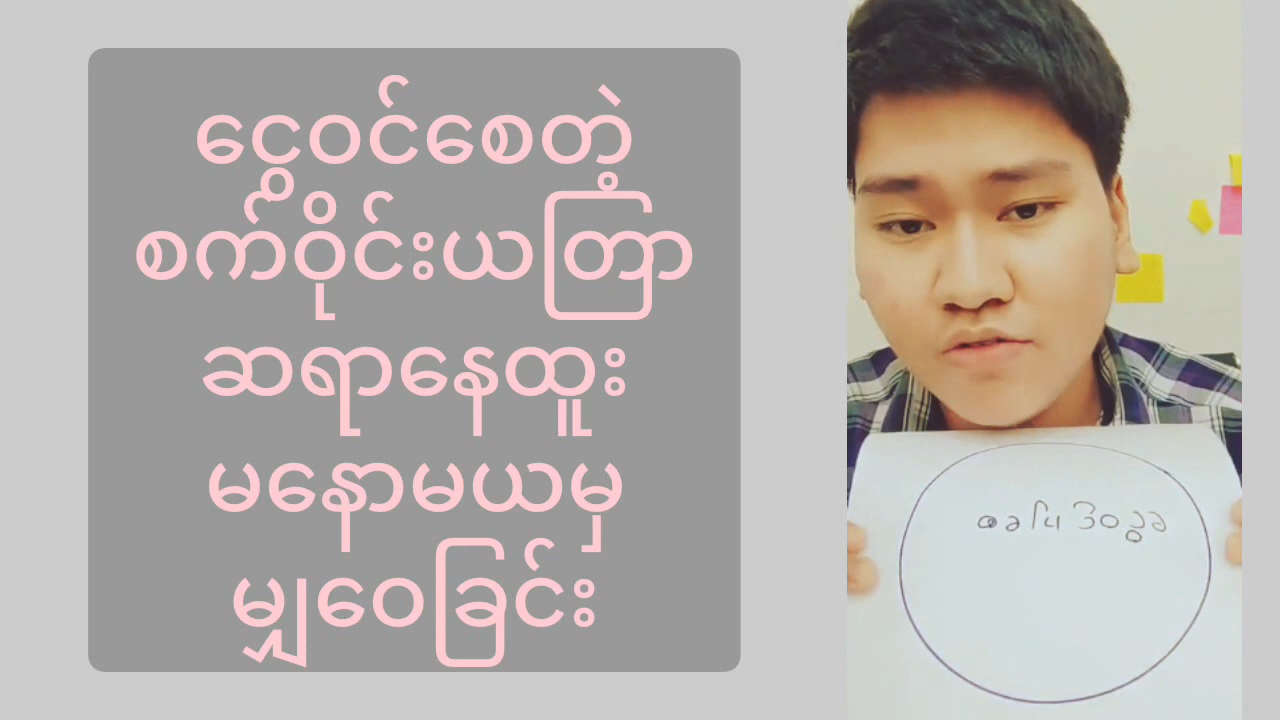 ငွေဝင်စေတဲ့
စက်ဝိုင်းယတြာ
ဆရာနေထူး
မနောမယမှ
မျှဝေခြင်း